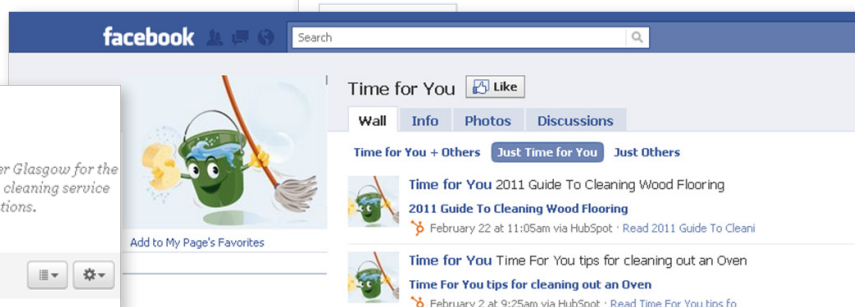 facebook
Search
Time for You
Like
Wall Info Photos Discussions
er Glasgow for the
cleaning service
tions.
Time for You + Others Just Time for You Just Others
Time for You 2011 Guide To Cleaning Wood Flooring
2011 Guide To Cleaning Wood Flooring
February 22 at 11:05am via HubSpot · Read 2011 Guide To Cleani
Add to My Page's Favorites
Time for You Time For You tips for cleaning out an Oven
Time For You tips for cleaning out an Oven
February 2 at 9:25am via HubSpot · Read Time For You tips fo